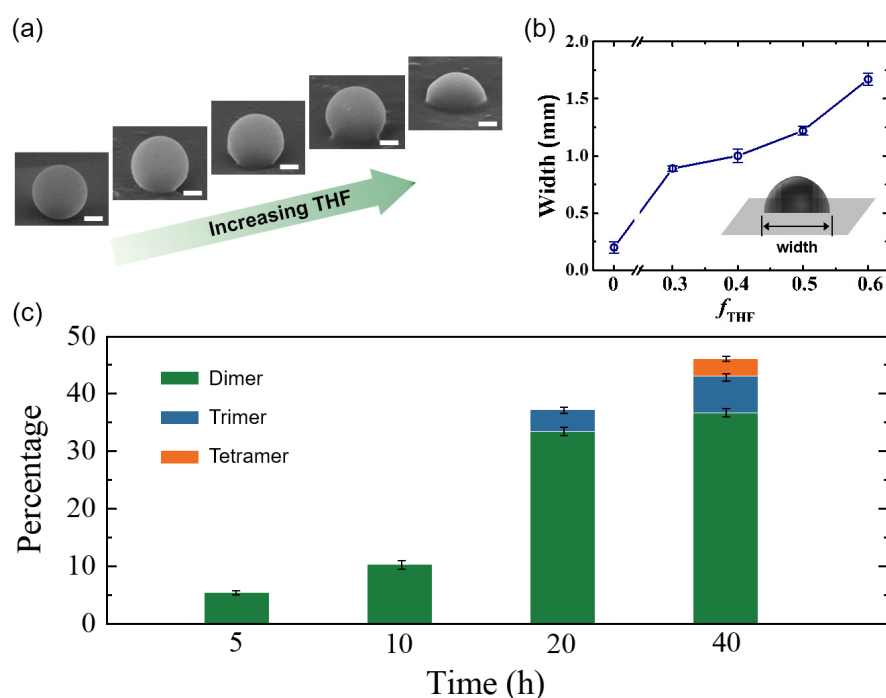 (a)
Increasing THF
(b)
2.0
1.5
1.0
0.5
0.0
Width (mm)
width
0 0.3 0.4 0.5 0.6
fTHF
(c)
50
40
30
20
10
0
Percentage
Dimer
Trimer
Tetramer
5 10 20 40
Time (h)